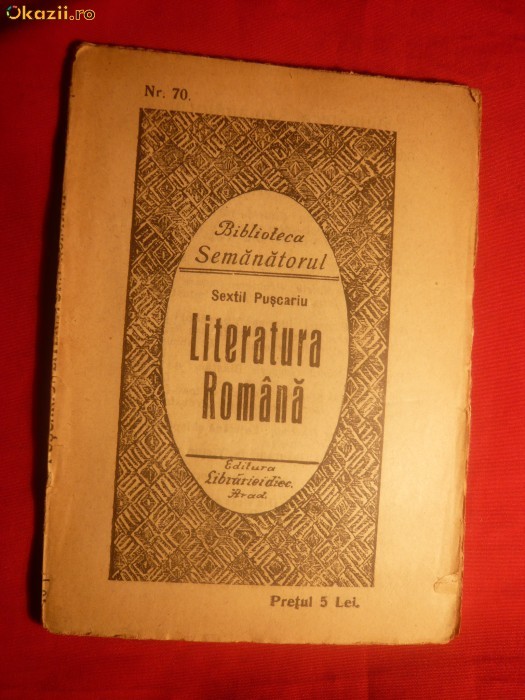 Okazii.ro
Nr. 70.
Biblioteca
Semănătorul
Sextil Pușcariu
Literatura
Română
Editura
Librăriei diec.
Arad.
Prețul 5 Lei.